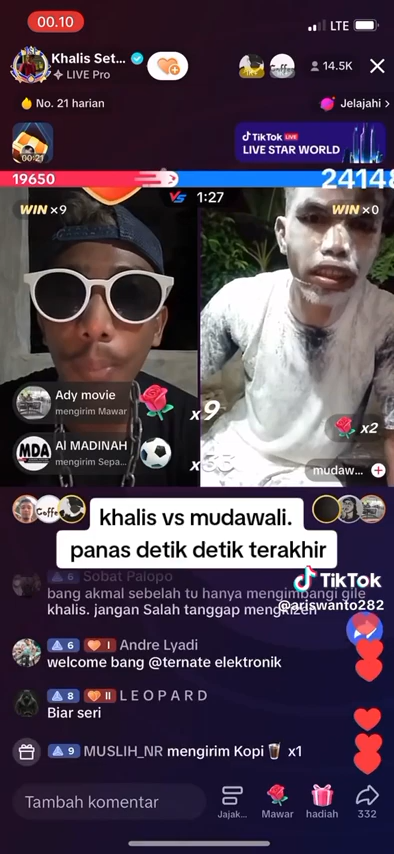 00.10
LTE
Khalis Set...
LIVE Pro
14.5K
No. 21 harian
Jelajahi >
00:21
TikTok LIVE
LIVE STAR WORLD
19650
24148
VS 1:27
WIN x9
WIN x0
Ady movie
mengirim Mawar
x9
MDA
Al MADINAH
mengirim Sepa...
x2
mudaw...
khalis vs mudawali.
panas detik detik terakhir
TikTok
@ariswanto282
6 Sobat Palopo
bang akmal sebelah tu hanya mengimbangi gile
khalis. jangan Salah tanggap
6 I Andre Lyadi
welcome bang @ternate elektronik
8 II L E O P A R D
Biar seri
9 MUSLIH_NR mengirim Kopi x1
Tambah komentar
Jajak...
Mawar
hadiah
332